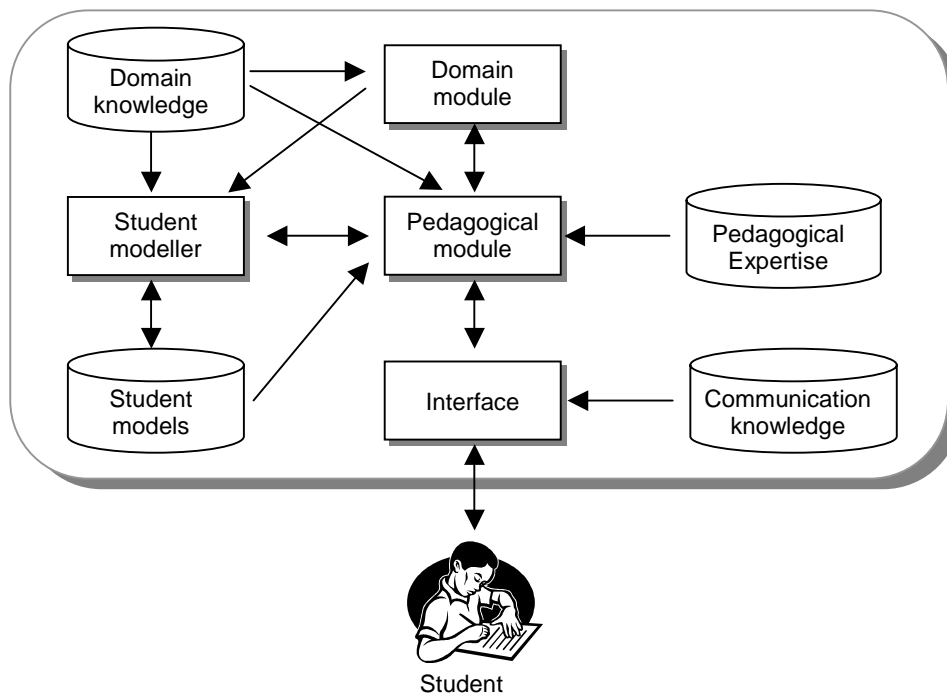 Domain
knowledge
Domain
module
Student
modeller
Pedagogical
module
Pedagogical
Expertise
Student
models
Interface
Communication
knowledge
Student